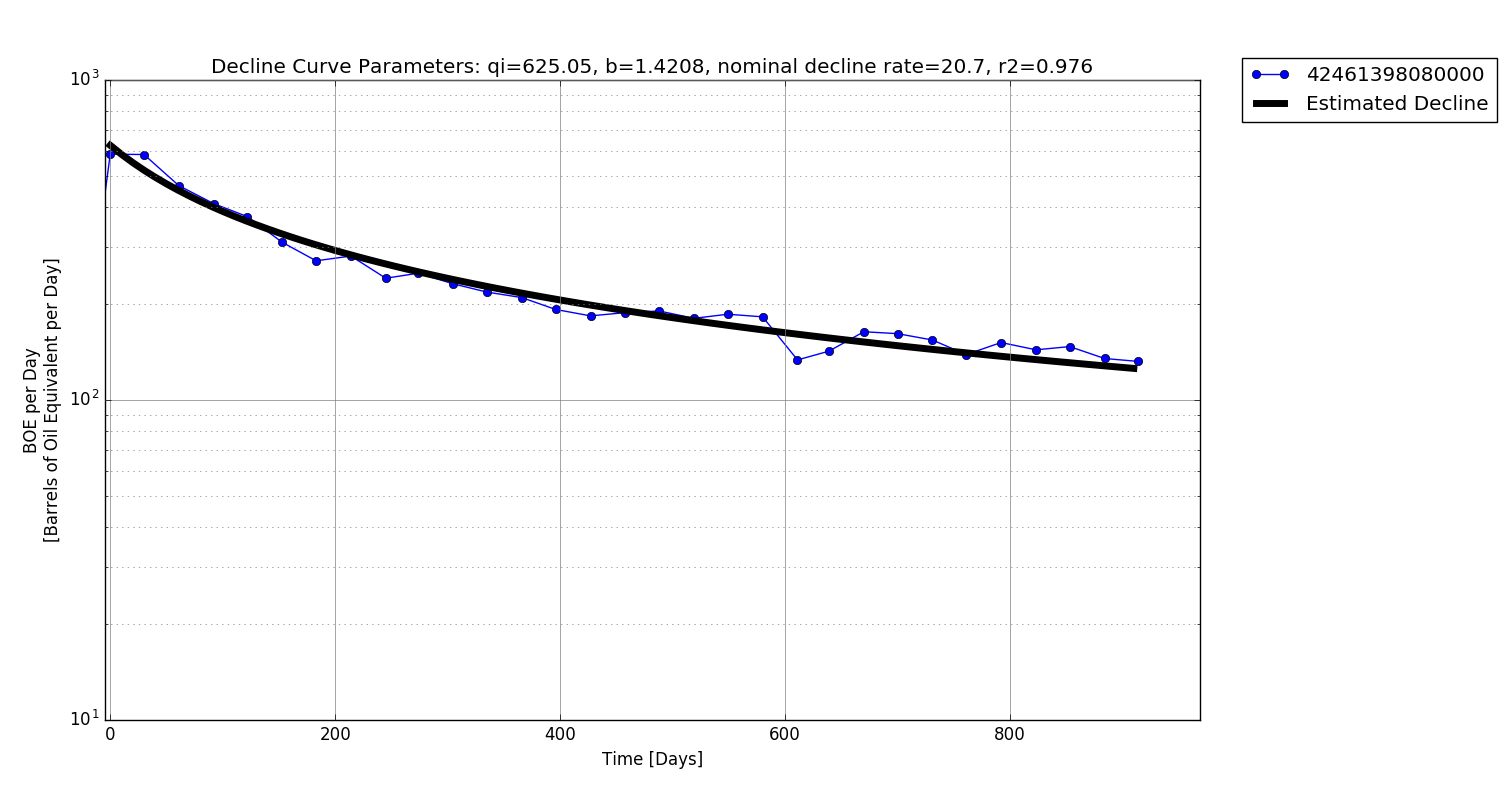 Decline Curve Parameters: qi=625.05, b=1.4208, nominal decline rate=20.7, r2=0.976
42461398080000
Estimated Decline
10³
10²
10¹
BOE per Day
[Barrels of Oil Equivalent per Day]
0 200 400 600 800
Time [Days]